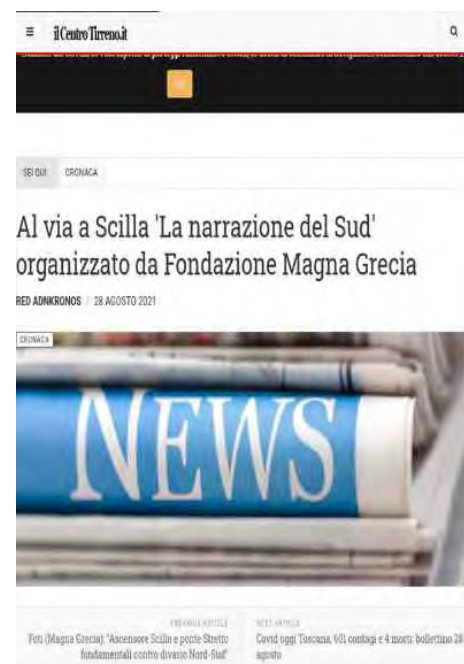 il Centro Tirreno.it
SEI QUI: CRONACA
Al via a Scilla 'La narrazione del Sud'
organizzato da Fondazione Magna Grecia
RED ADNKRONOS / 28 AGOSTO 2021
CRONACA
NEWS
PREVIOUS ARTICLE
Foti (Magna Grecia): "Ascensore Scilla e ponte Stretto
fondamentali contro divario Nord-Sud"
NEXT ARTICLE
Covid oggi Toscana, 601 contagi e 4 morti: bollettino 28
agosto